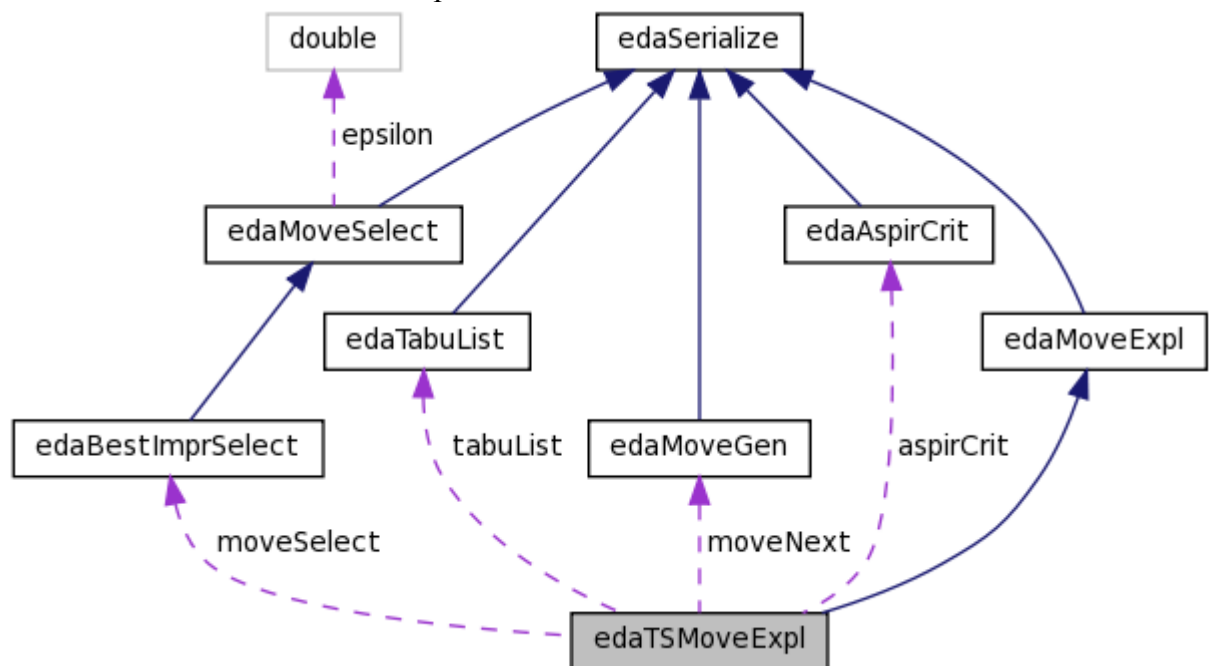 double
edaSerialize
epsilon
edaMoveSelect
edaAspirCrit
edaTabuList
edaMoveExpl
edaBestImprSelect
tabuList
edaMoveGen
aspirCrit
moveSelect
moveNext
edaTSMoveExpl